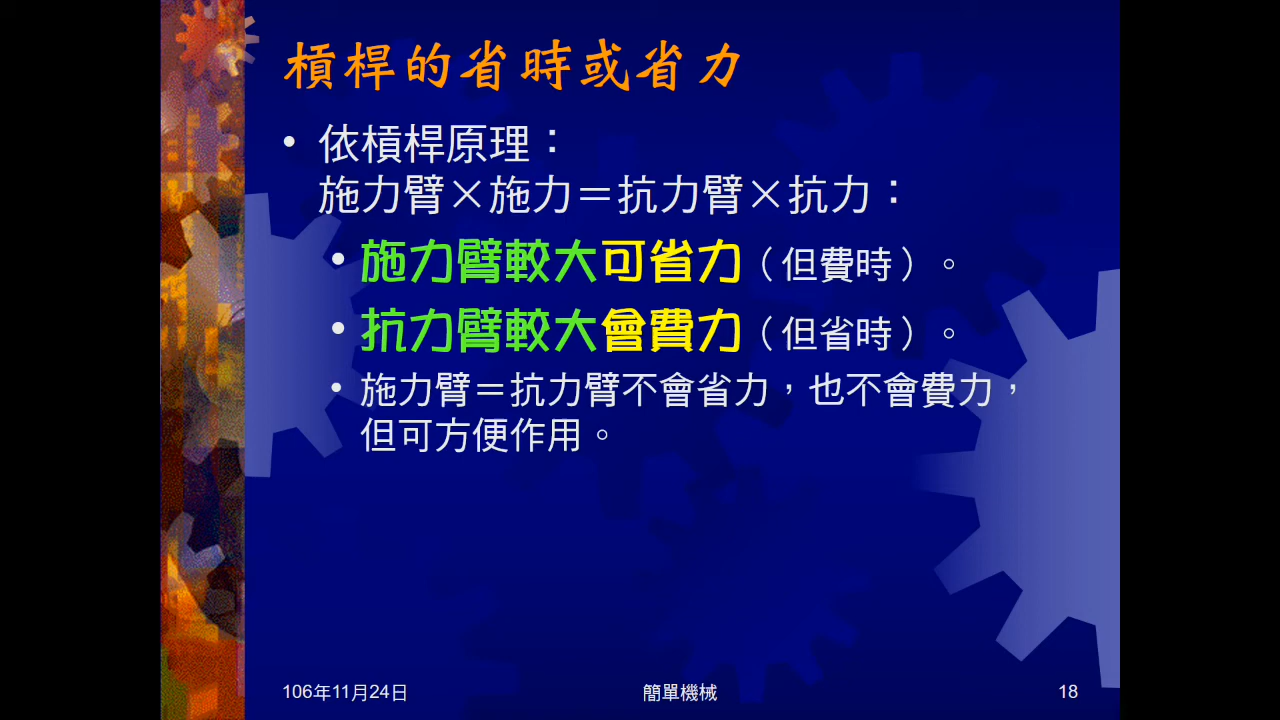 槓桿的省時或省力
• 依槓桿原理：
施力臂×施力＝抗力臂×抗力：
• 施力臂較大可省力（但費時）。
• 抗力臂較大會費力（但省時）。
• 施力臂＝抗力臂不會省力，也不會費力，
但可方便作用。
106年11月24日
簡單機械
18